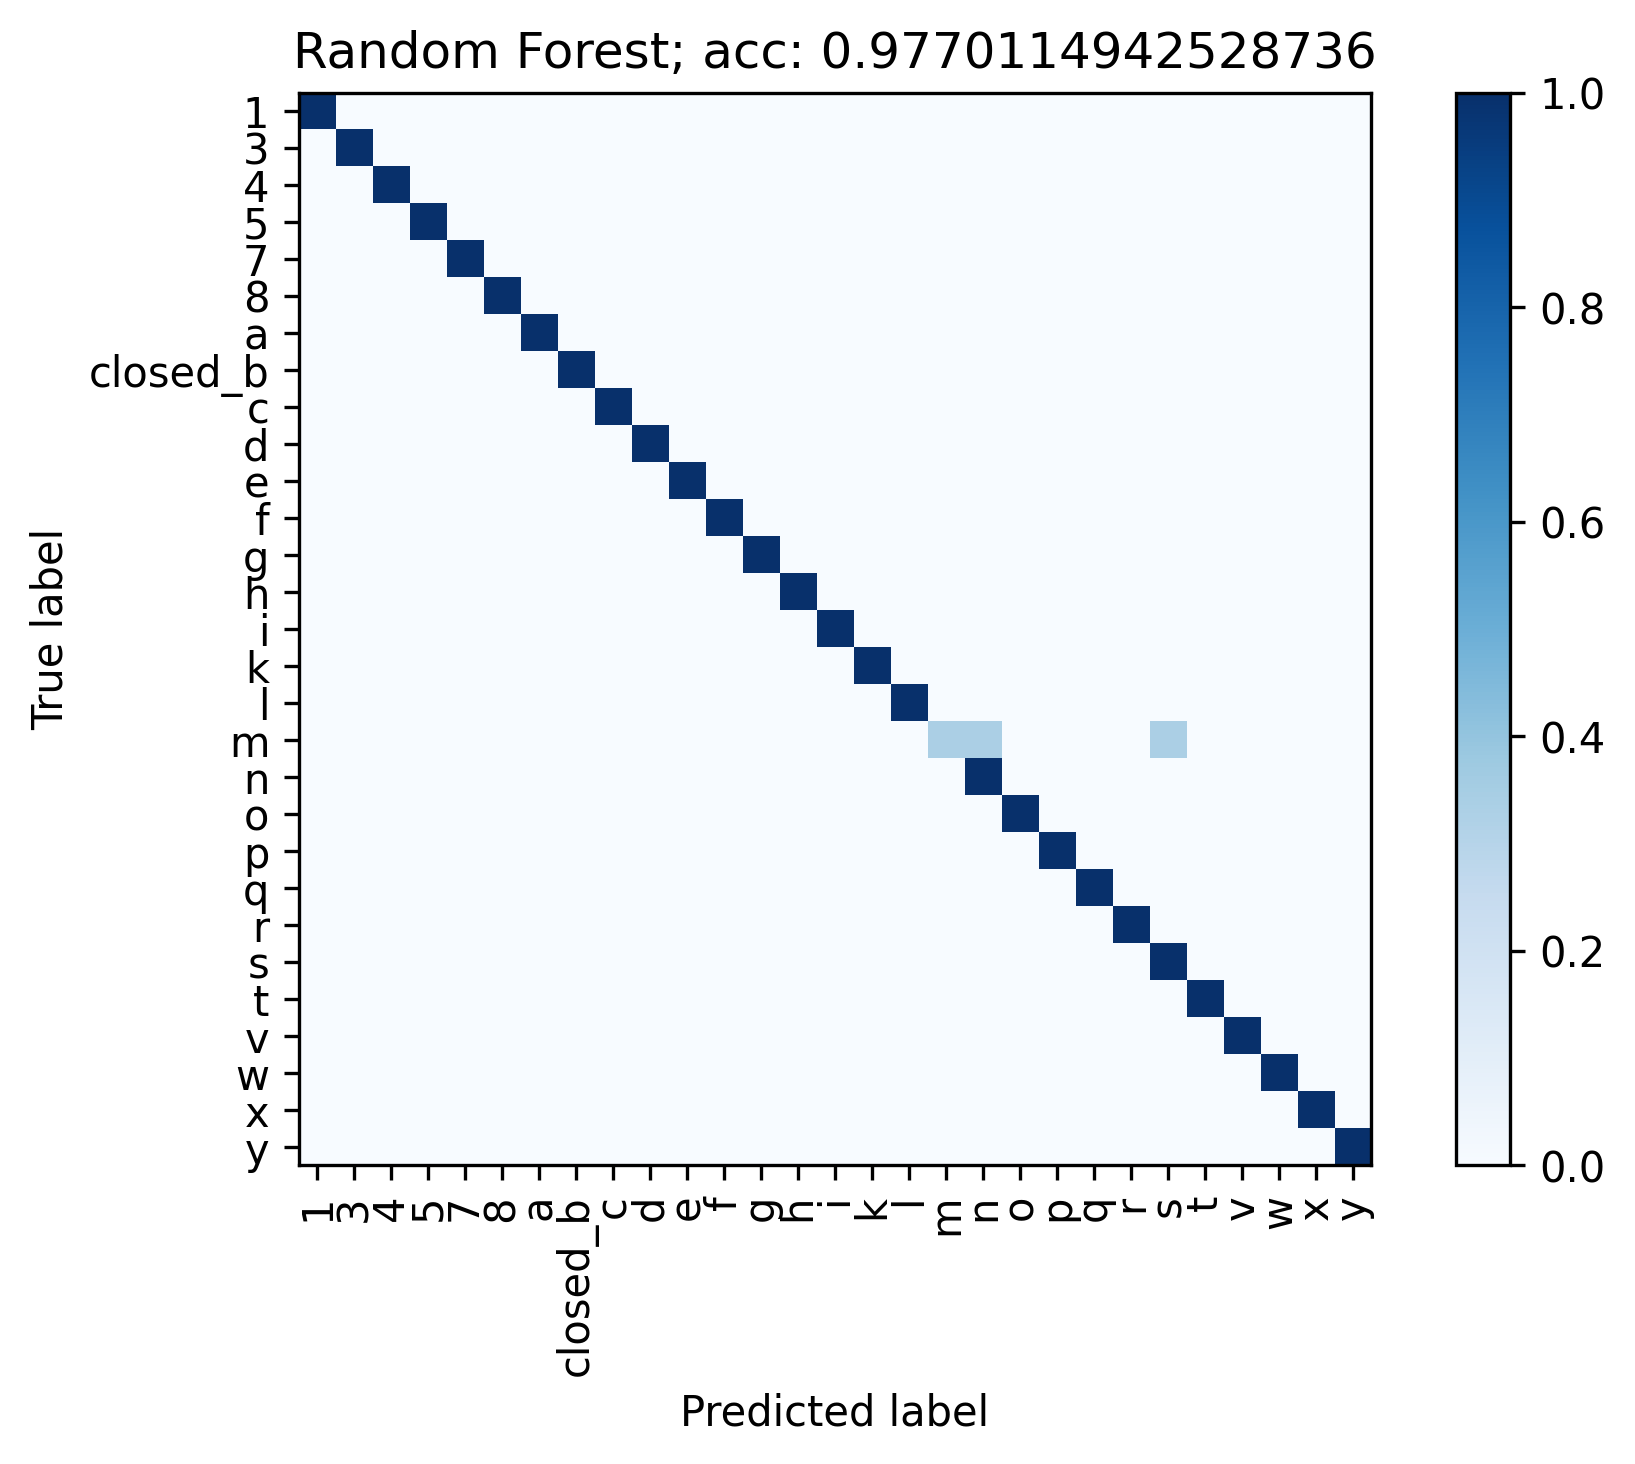 Random Forest; acc: 0.9770114942528736
True label
1
3
4
5
7
8
a
closed_b
c
d
e
f
g
h
i
k
l
m
n
o
p
q
r
s
t
v
w
x
y
1 3 4 5 7 8 a closed_b c d e f g h i k l m n o p q r s t v w x y
Predicted label
1.0
0.8
0.6
0.4
0.2
0.0